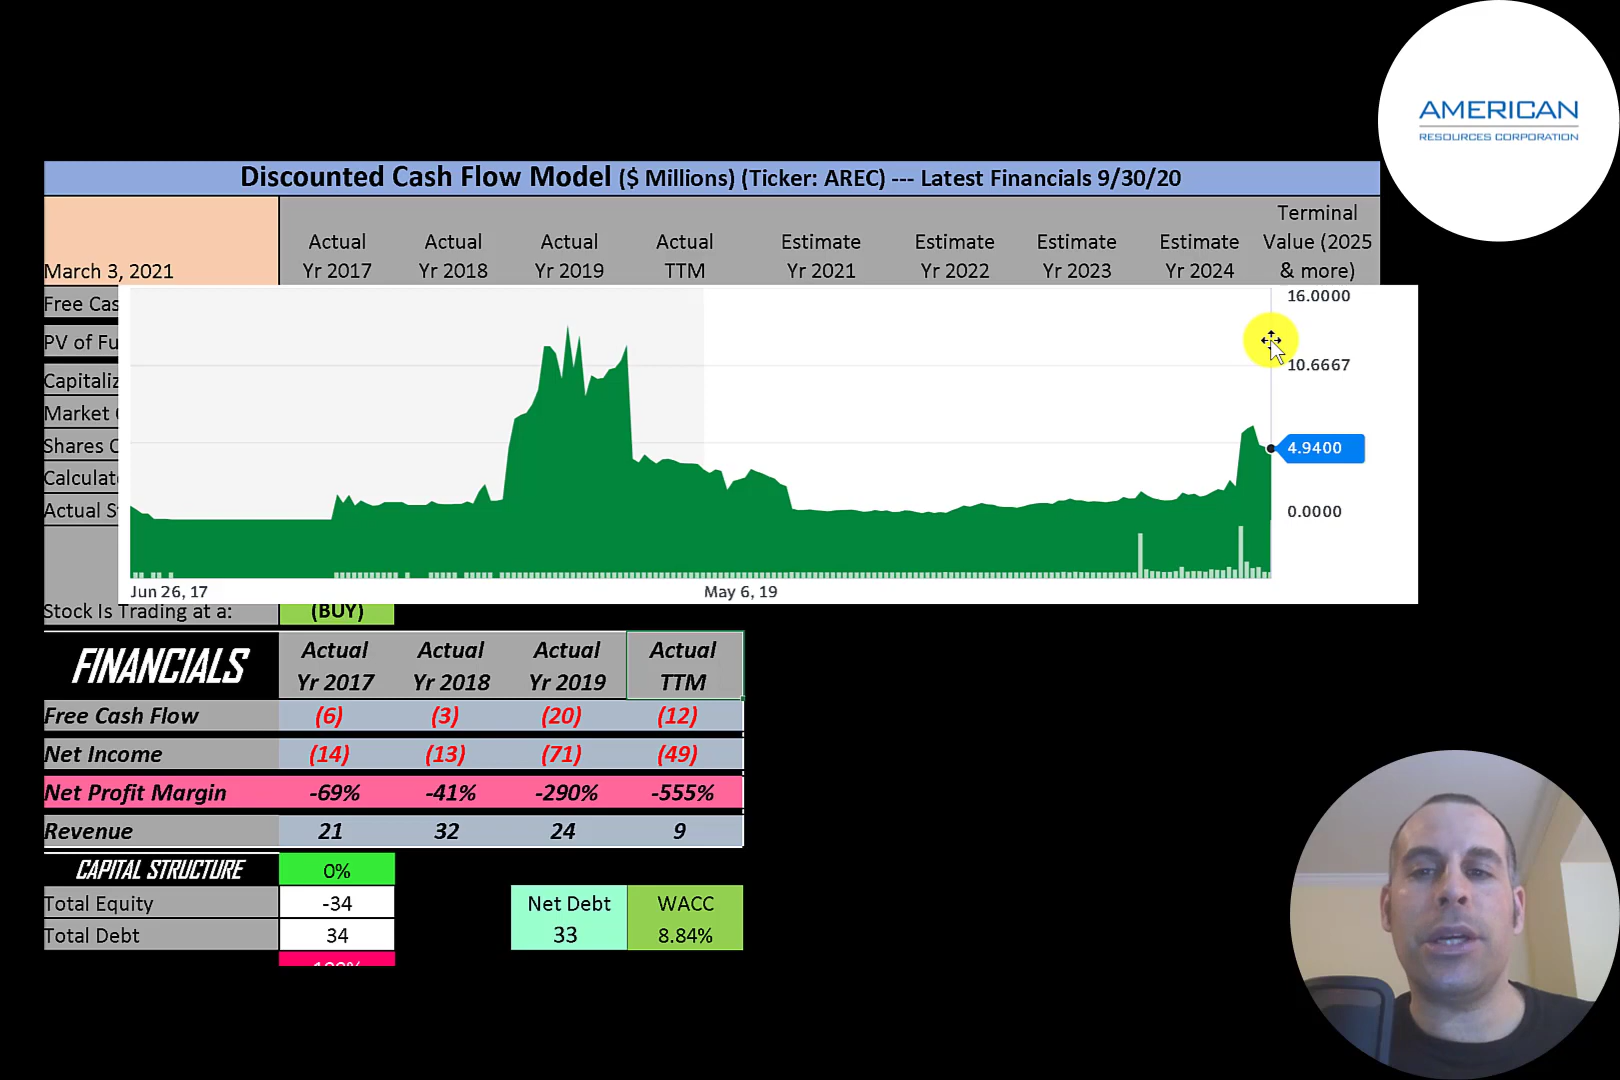 AMERICAN
RESOURCES CORPORATION
Discounted Cash Flow Model ($ Millions) (Ticker: AREC) --- Latest Financials 9/30/20
March 3, 2021
Actual Yr 2017
Actual Yr 2018
Actual Yr 2019
Actual TTM
Estimate Yr 2021
Estimate Yr 2022
Estimate Yr 2023
Estimate Yr 2024
Terminal Value (2025 & more)
Free Cas
PV of Fu
Capitaliz
Market
Shares
Calculat
Actual S
16.0000
10.6667
4.9400
0.0000
Jun 26, 17
May 6, 19
Stock Is Trading at a: (BUY)
FINANCIALS
Actual Yr 2017
Actual Yr 2018
Actual Yr 2019
Actual TTM
Free Cash Flow (6) (3) (20) (12)
Net Income (14) (13) (71) (49)
Net Profit Margin -69% -41% -290% -555%
Revenue 21 32 24 9
CAPITAL STRUCTURE 0%
Total Equity -34 Net Debt WACC
Total Debt 34 33 8.84%